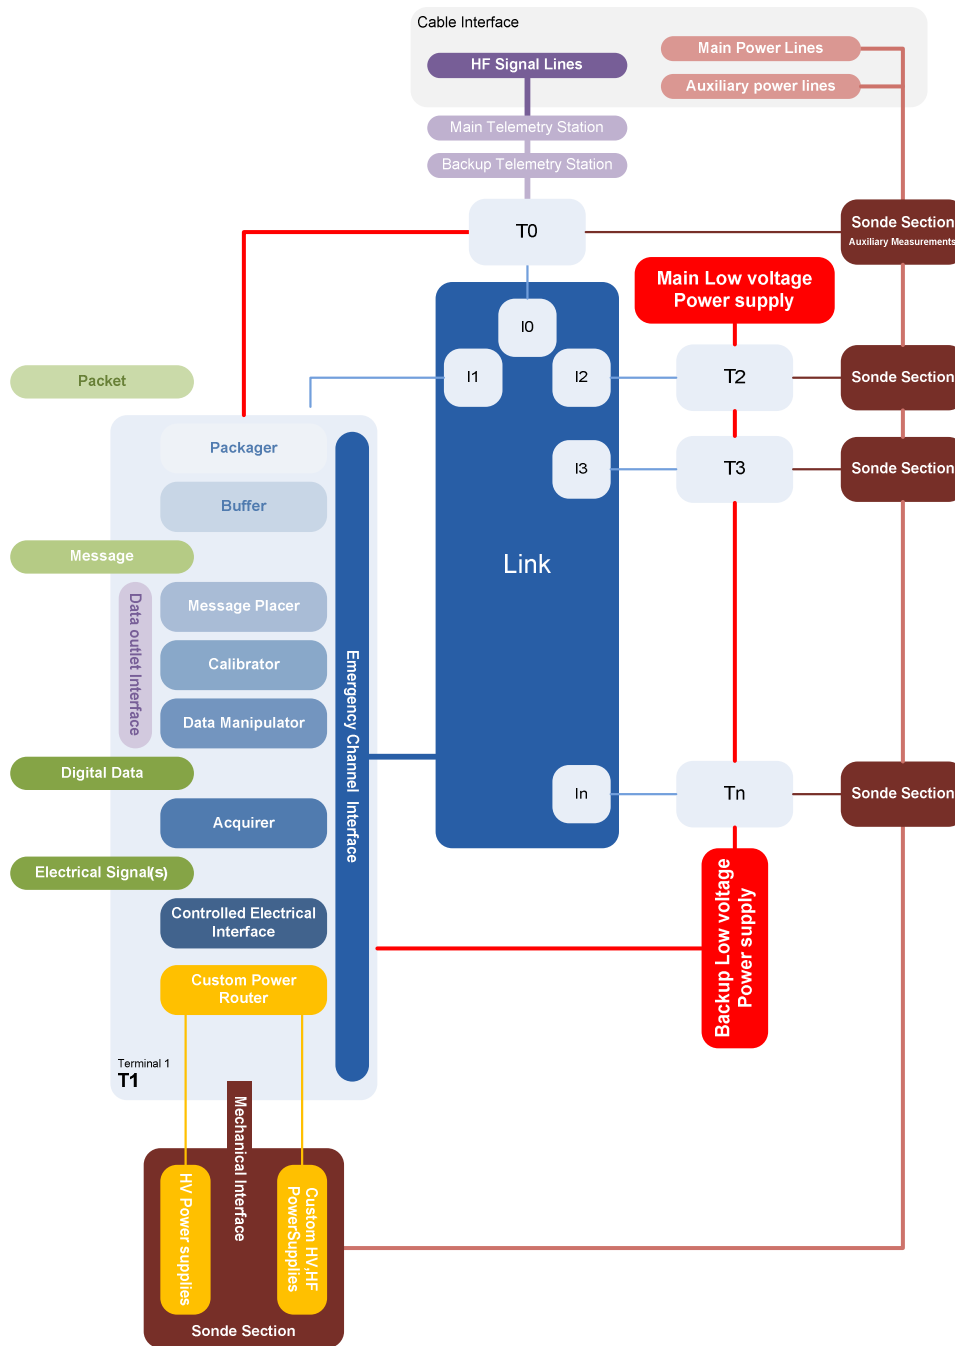 Cable Interface
HF Signal Lines
Main Power Lines
Auxiliary power lines
Main Telemetry Station
Backup Telemetry Station
T0
Sonde Section
Auxiliary Measurements
Main Low voltage
Power supply
I0
I1
I2
T2
Sonde Section
Packet
Packager
I3
T3
Sonde Section
Buffer
Message
Link
Data outlet Interface
Message Placer
Calibrator
Data Manipulator
Emergency Channel Interface
Digital Data
In
Tn
Sonde Section
Acquirer
Electrical Signal(s)
Controlled Electrical
Interface
Backup Low voltage
Power supply
Custom Power
Router
Terminal 1
T1
Mechanical Interface
HV Power supplies
Custom HV,HF
PowerSupplies
Sonde Section